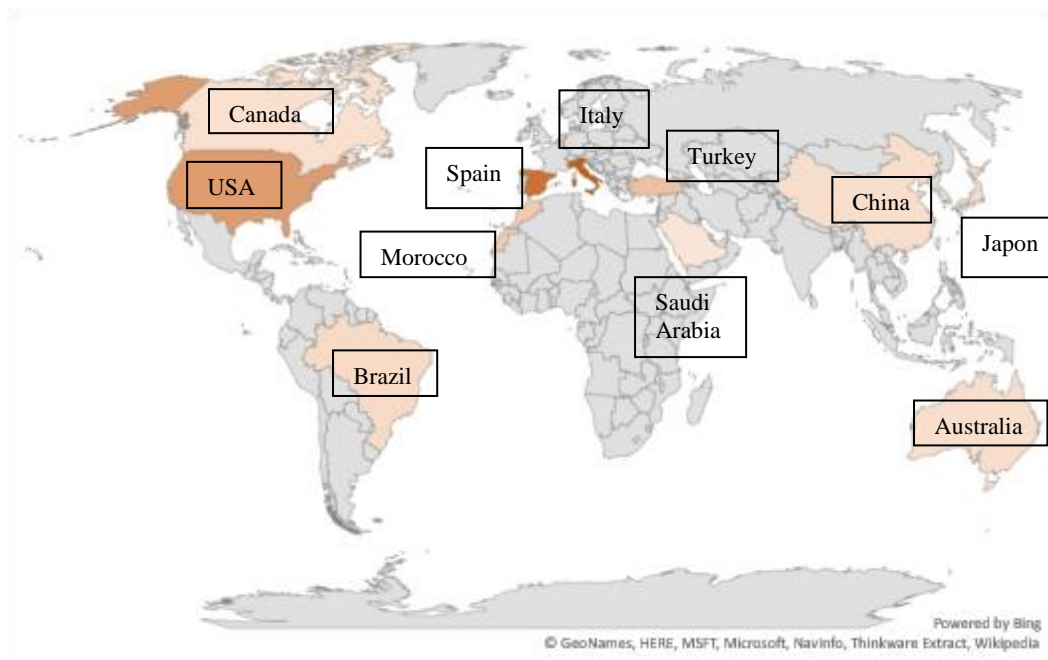 Canada
Italy
Turkey
Spain
USA
China
Morocco
Japon
Saudi
Arabia
Brazil
Australia
Powered by Bing
© GeoNames, HERE, MSFT, Microsoft, NavInfo, Thinkware Extract, Wikipedia